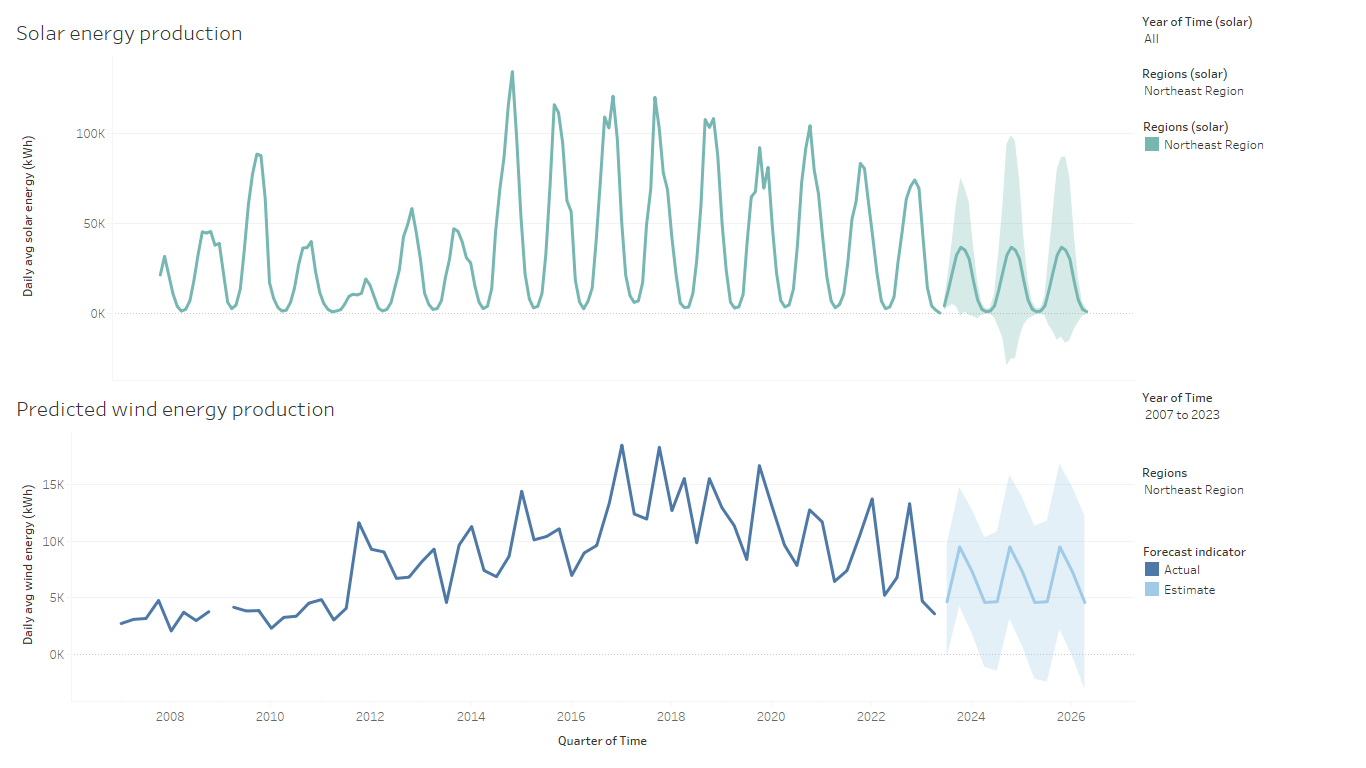 Solar energy production
Daily avg solar energy (kWh)
100K
50K
0K
Year of Time (solar)
All
Regions (solar)
Northeast Region
Regions (solar)
Northeast Region
Predicted wind energy production
Daily avg wind energy (kWh)
15K
10K
5K
0K
2008 2010 2012 2014 2016 2018 2020 2022 2024 2026
Quarter of Time
Year of Time
2007 to 2023
Regions
Northeast Region
Forecast indicator
Actual
Estimate